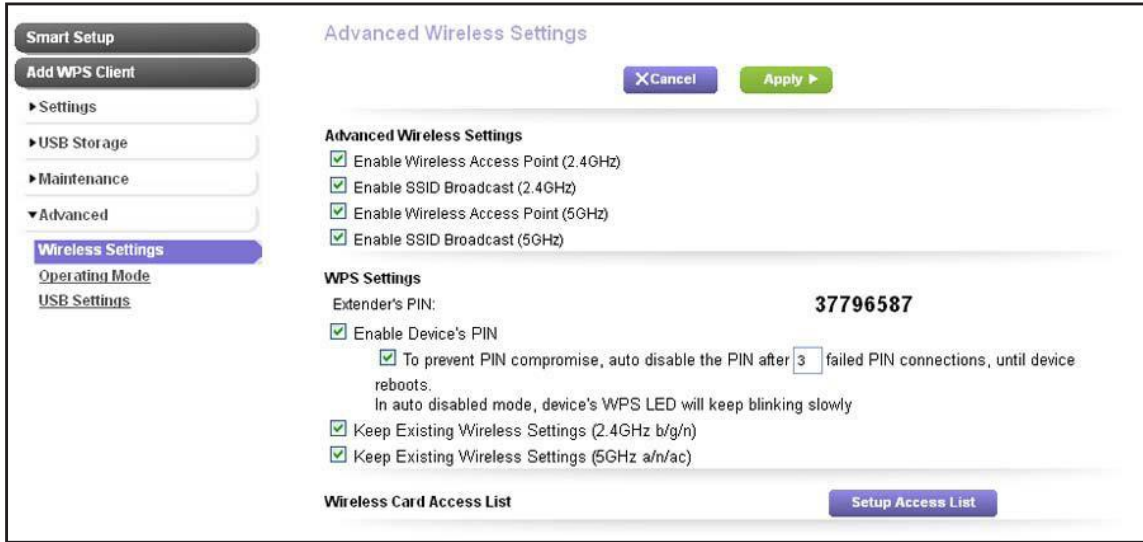 Smart Setup
Add WPS Client
Settings
USB Storage
Maintenance
Advanced
Wireless Settings
Operating Mode
USB Settings
Advanced Wireless Settings
Cancel
Apply
Advanced Wireless Settings
Enable Wireless Access Point (2.4GHz)
Enable SSID Broadcast (2.4GHz)
Enable Wireless Access Point (5GHz)
Enable SSID Broadcast (5GHz)
WPS Settings
Extender's PIN: 37796587
Enable Device's PIN
To prevent PIN compromise, auto disable the PIN after 3 failed PIN connections, until device
reboots.
In auto disabled mode, device's WPS LED will keep blinking slowly
Keep Existing Wireless Settings (2.4GHz b/g/n)
Keep Existing Wireless Settings (5GHz a/n/ac)
Wireless Card Access List Setup Access List